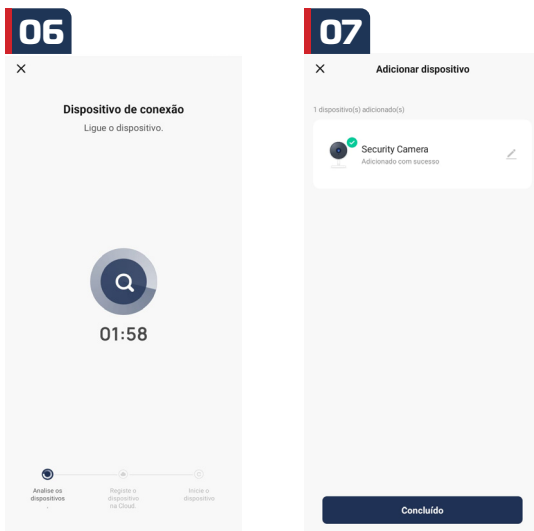 06
Dispositivo de conexão
Ligue o dispositivo.
01:58
Analise os
dispositivos
.
Registe o
dispositivo
na Cloud.
Inicie o
dispositivo
07
Adicionar dispositivo
1 dispositivo(s) adicionado(s)
Security Camera
Adicionado com sucesso
Concluído